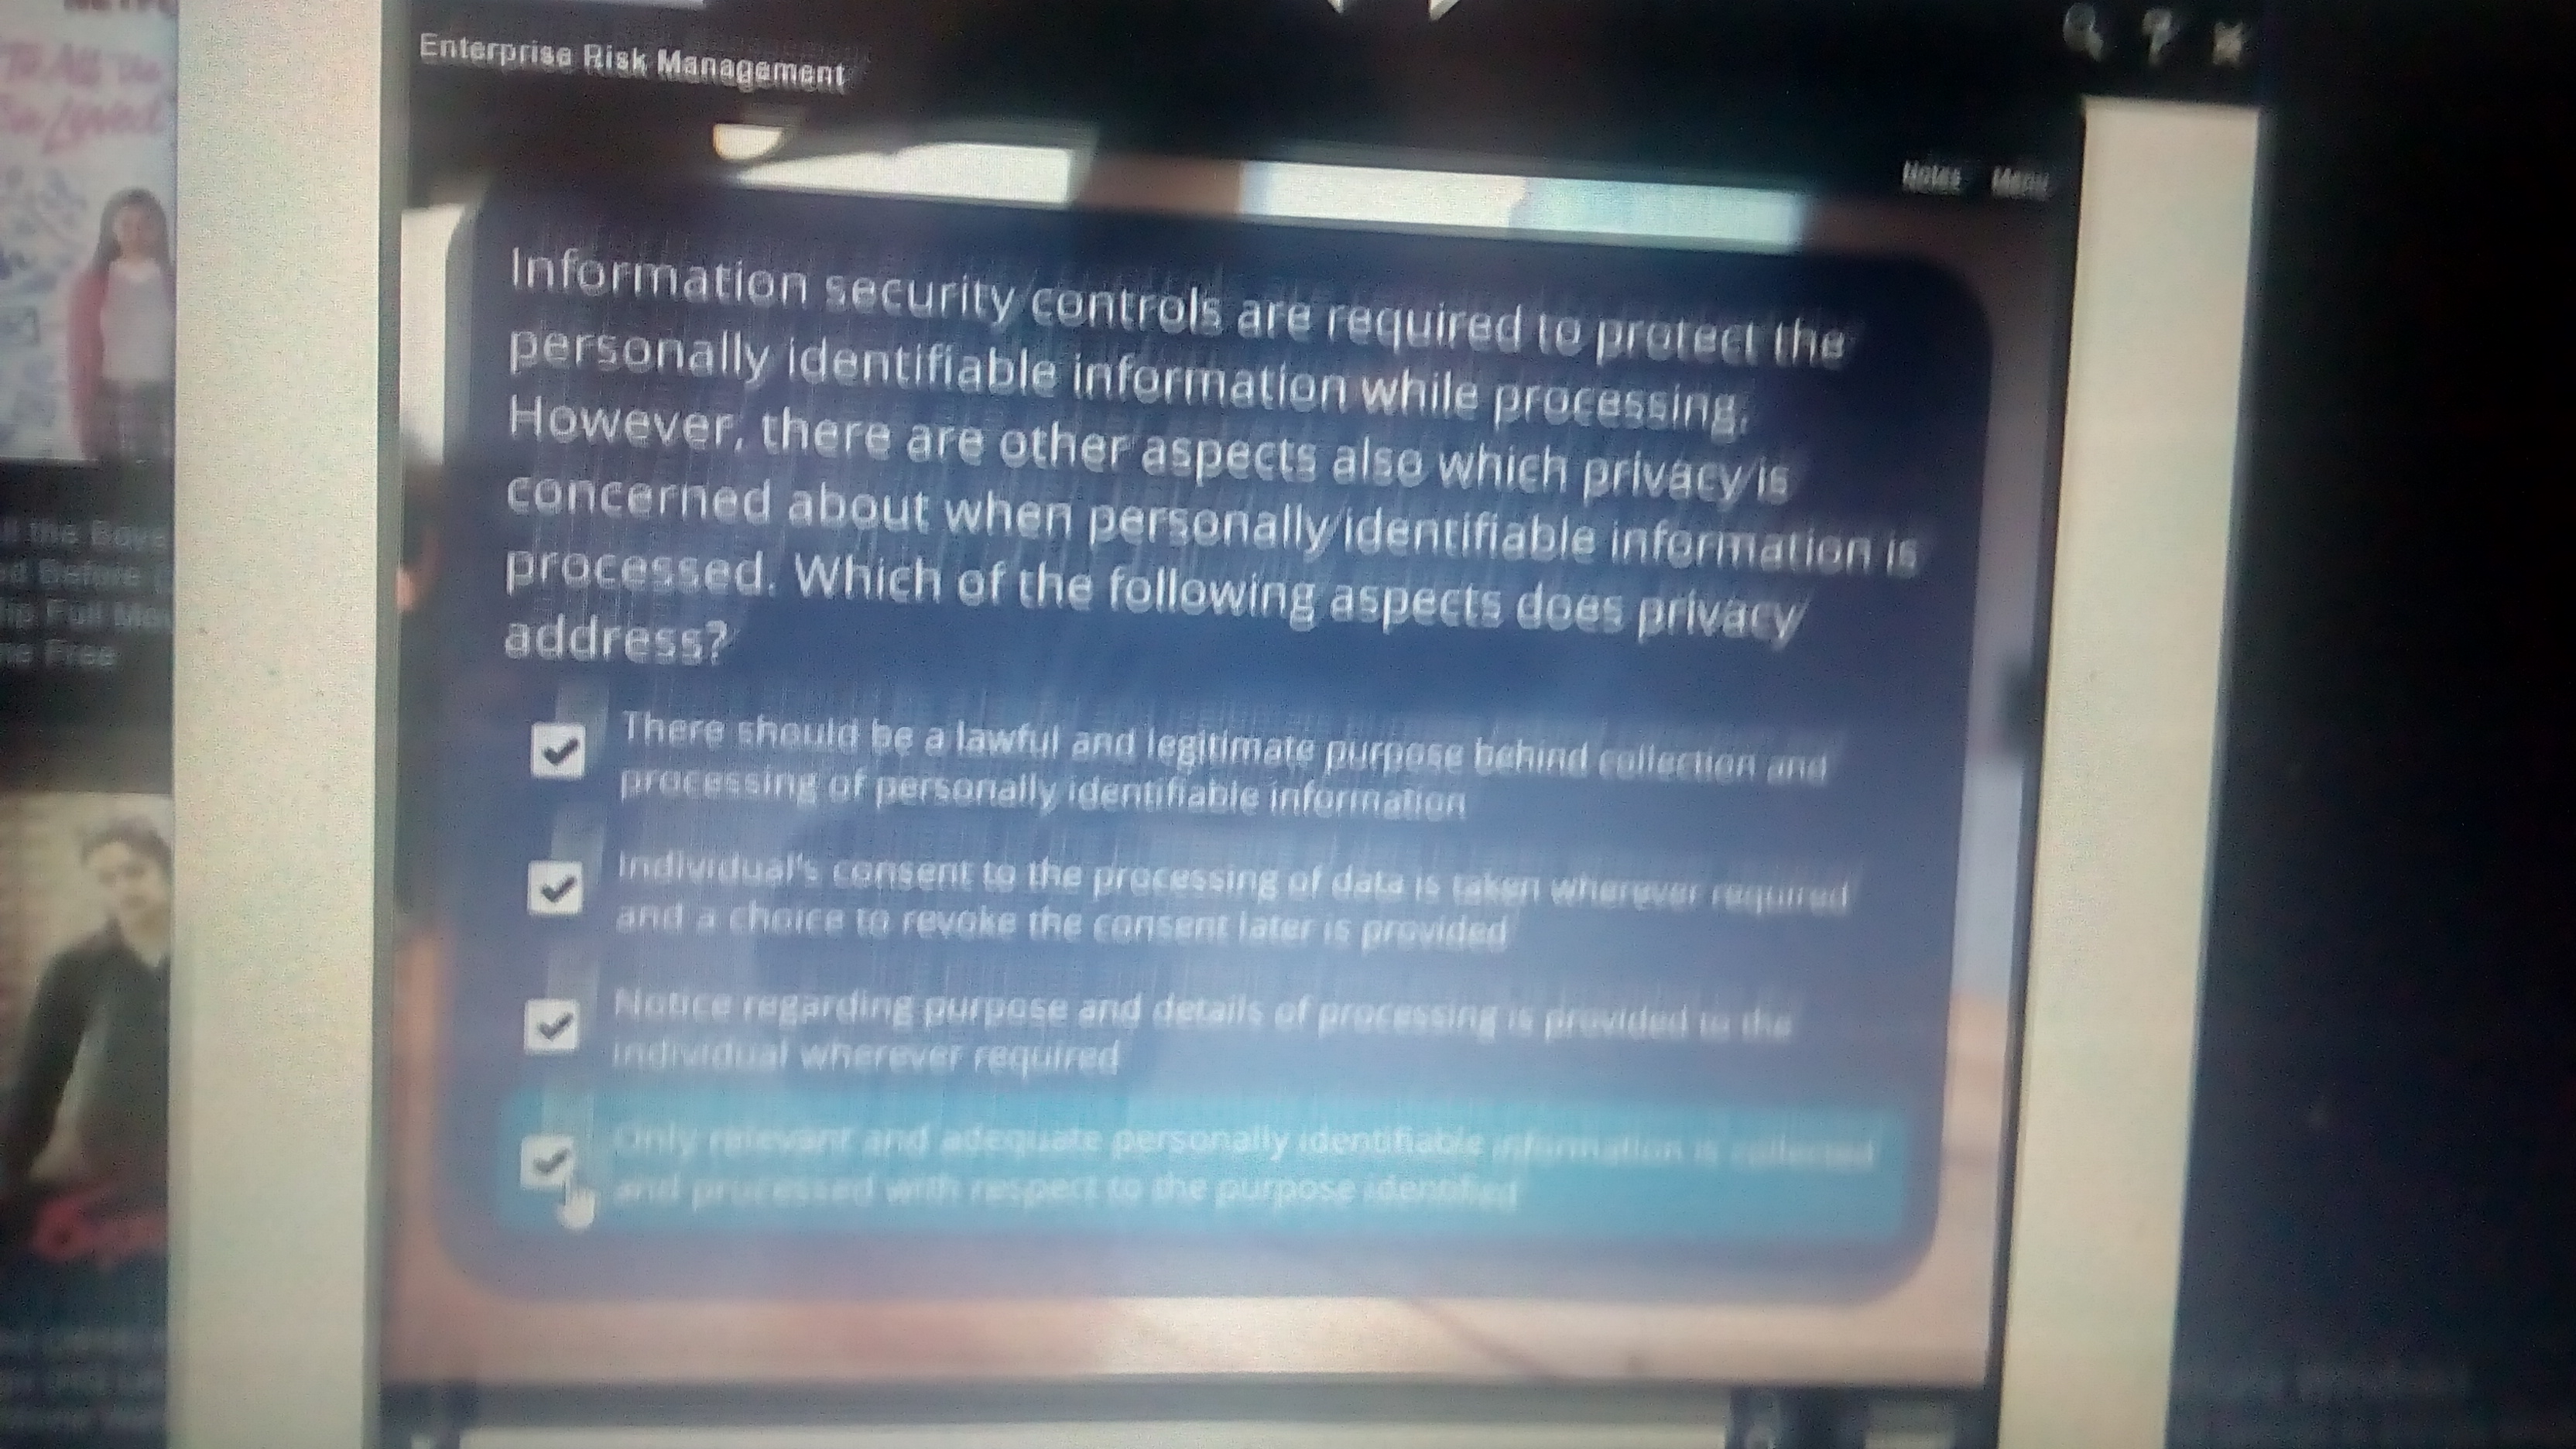 Enterprise Risk Management
Notes Menu
Information security controls are required to protect the
personally identifiable information while processing.
However, there are other aspects also which privacy is
concerned about when personally identifiable information is
processed. Which of the following aspects does privacy
address?
There should be a lawful and legitimate purpose behind collection and
processing of personally identifiable information
Individual's consent to the processing of data is taken wherever required
and a choice to revoke the consent later is provided
Notice regarding purpose and details of processing is provided to the
individual wherever required
Only relevant and adequate personally identifiable information is collected
and processed with respect to the purpose identified
the Boys
Before
Full
Free